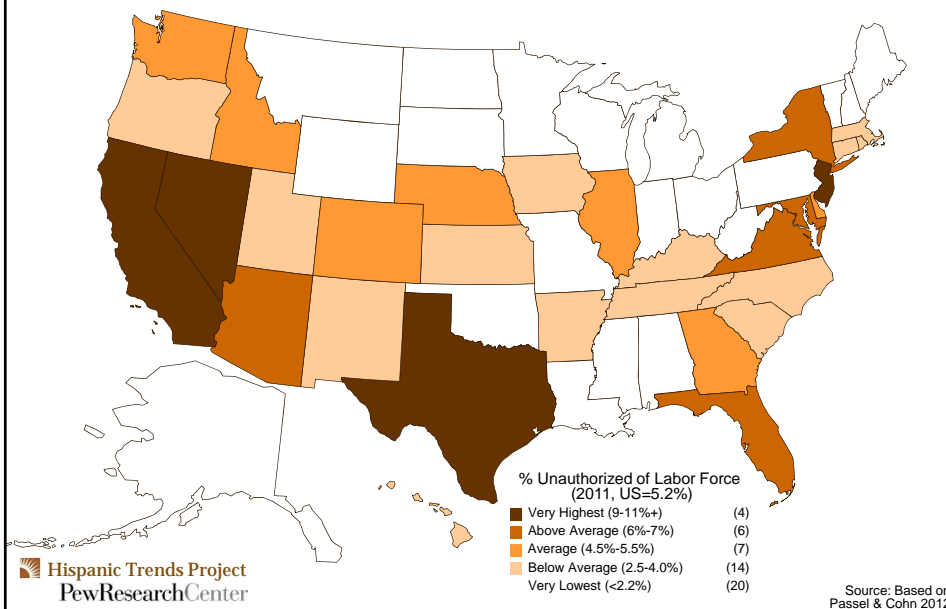 % Unauthorized of Labor Force
(2011, US=5.2%)
Very Highest (9-11%+) (4)
Above Average (6%-7%) (6)
Average (4.5%-5.5%) (7)
Below Average (2.5-4.0%) (14)
Very Lowest (<2.2%) (20)
Hispanic Trends Project
PewResearchCenter
Source: Based on
Passel & Cohn 2012